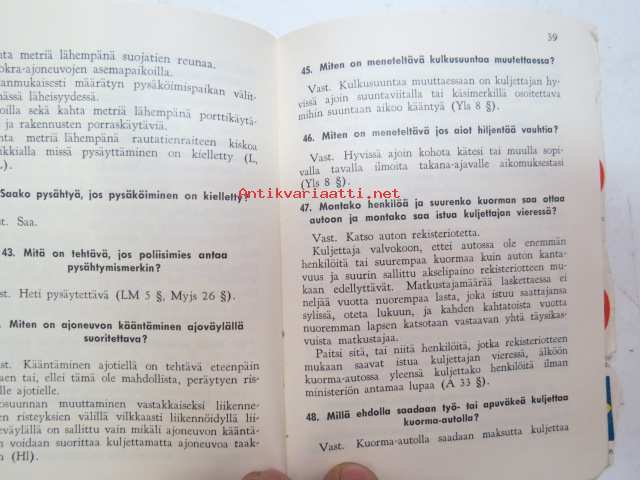 nta metriä lähempänä suojatien reunaa.
okra-ajoneuvojen asemapaikoilla.
anmukaisesti määrätyn pysäköimispaikan välit-
mässä läheisyydessä.
oilla sekä kahta metriä lähempänä porttikäytä-
ja rakennusten porraskäytäviä.
nta metriä lähempänä rautatienraiteen kiskoa
ikkialla missä pysäyttäminen on kielletty (L,
.).
Saako pysähtyä, jos pysäköiminen on kielletty?
t. Saa.
43. Mitä on tehtävä, jos poliisimies antaa
pysähtymismerkin?
st. Heti pysäytettävä (LM 5 §, Myjs 26 §).
. Miten on ajoneuvon kääntäminen ajoväylällä
suoritettava?
st. Kääntäminen ajotiellä on tehtävä eteenpäin
aen tai, ellei tämä ole mahdollista, peräytyen ris-
lle ajotielle.
osuunnan muuttaminen vastakkaiseksi liikenne-
n risteyksien välillä vilkkaasti liikennöidyllä lii-
eväylällä on sallittu vain mikäli ajoneuvon kääntä-
n voidaan suorittaa kuljettamatta ajoneuvoa taak-
n (Hl).
39
45. Miten on meneteltävä kulkusuuntaa muutettaessa?
Vast. Kulkusuuntaa muuttaessaan on kuljettajan hy-
vissä ajoin suuntaviitalla tai käsimerkillä osoitettava
mihin suuntaan aikoo kääntyä (Yls 8 §).
46. Miten on meneteltävä jos aiot hiljentää vauhtia?
Vast. Hyvissä ajoin kohota kätesi tai muulla sopi-
valla tavalla ilmoita takana-ajavalle aikomuksestasi
(Yls 8 §).
Antikvariaatti.net
47. Montako henkilöä ja suurenko kuorman saa ottaa
autoon ja montako saa istua kuljettajan vieressä?
Vast. Katso auton rekisteriotetta.
Kuljettaja valvokoon, ettei autossa ole enemmän
henkilöitä tai suurempaa kuormaa kuin auton kanta-
vuus ja suurin sallittu akselipaino rekisteriotteen mu-
kaan edellyttävät. Matkustajamäärää laskettaessa ei
neljää vuotta nuorempaa lasta, joka istuu saattajansa
sylissä, oteta lukuun, ja kahden kahtatoista vuotta
nuoremman lapsen katsotaan vastaavan yhtä täysikas-
vuista matkustajaa.
Paitsi sitä, tai niitä henkilöitä, jotka rekisteriotteen
mukaan saavat istua kuljettajan vieressä, älköön
kuorma-autossa yleensä kuljettako henkilöitä ilman
ministeriön antamaa lupaa (A 33 §).
48. Millä ehdolla saadaan työ- tai apuväkeä kuljettaa
kuorma-autolla?
Vast. Kuorma-autolla saadaan maksutta kuljettaa